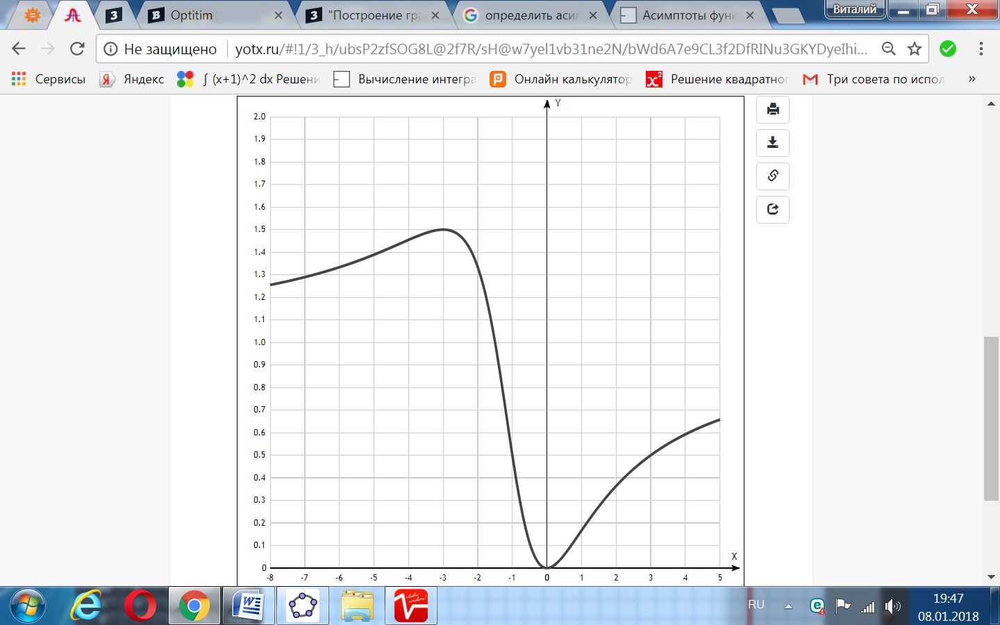 Optitim
"Построение гра
определить асим
Асимптоты функ
Виталий
Не защищено
yotx.ru/#!1/3_h/ubsP2zfSOG8L@2f7R/sH@w7yel1vb31ne2N/bWd6A7e9CL3f2DfRINu3GKYDyeIhi...
Сервисы
Яндекс
∫ (x+1)^2 dx Решени
Вычисление интегра
Онлайн калькулятор
Решение квадратног
Три совета по испол
»
Y
2.0
1.9
1.8
1.7
1.6
1.5
1.4
1.3
1.2
1.1
1.0
0.9
0.8
0.7
0.6
0.5
0.4
0.3
0.2
0.1
0
X
-8 -7 -6 -5 -4 -3 -2 -1 0 1 2 3 4 5
RU
19:47
08.01.2018